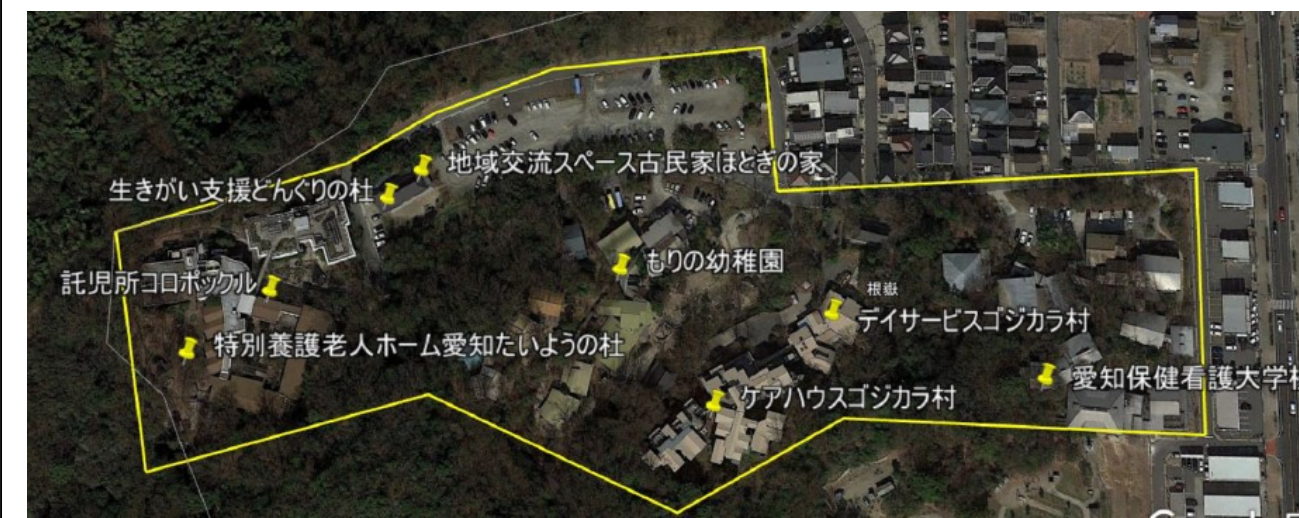 地域交流スペース古民家ほとぎの家
生きがい支援どんぐりの杜
もりの幼稚園
託児所コロポックル
根嶽
デイサービスゴジカラ村
特別養護老人ホーム愛知たいようの杜
愛知保健看護大学校
ケアハウスゴジカラ村